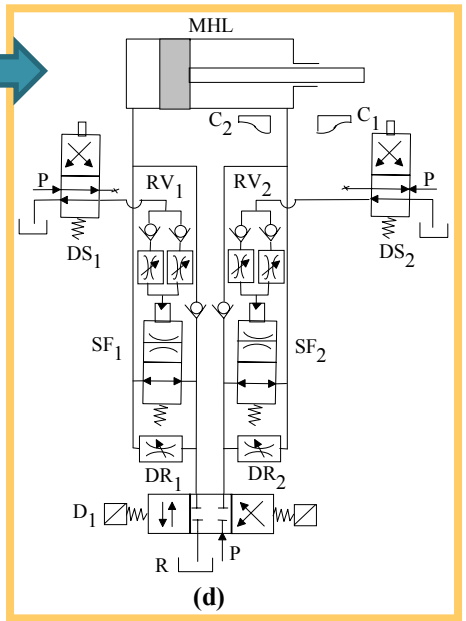 MHL
C2 C1
P RV1 RV2 P
DS1 DS2
SF1 SF2
DR1 DR2
D1
R P
(d)